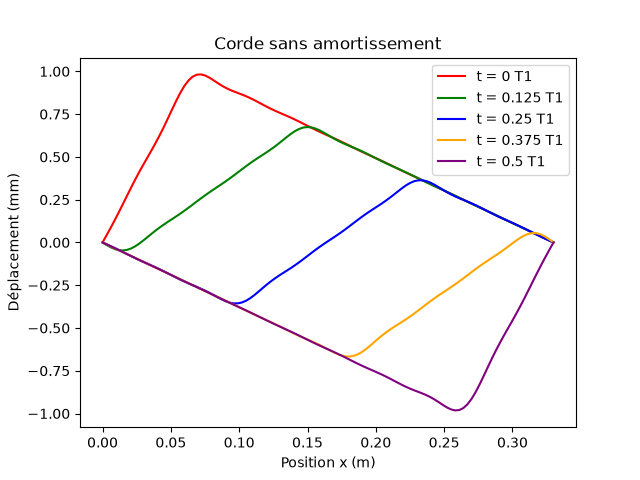 Corde sans amortissement
t = 0 T1
t = 0.125 T1
t = 0.25 T1
t = 0.375 T1
t = 0.5 T1
Déplacement (mm)
1.00
0.75
0.50
0.25
0.00
−0.25
−0.50
−0.75
−1.00
0.00 0.05 0.10 0.15 0.20 0.25 0.30
Position x (m)